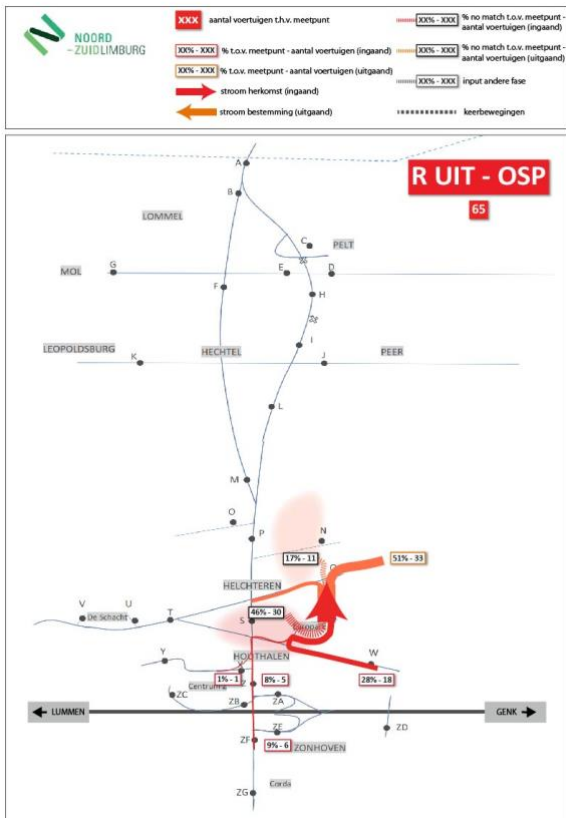 NOORD
-ZUIDLIMBURG
XXX aantal voertuigen t.h.v. meetpunt
XX% - XXX % t.o.v. meetpunt - aantal voertuigen (ingaand)
XX% - XXX % t.o.v. meetpunt - aantal voertuigen (uitgaand)
stroom herkomst (ingaand)
stroom bestemming (uitgaand)
XX% - XXX % no match t.o.v. meetpunt -
aantal voertuigen (ingaand)
XX% - XXX % no match t.o.v. meetpunt -
aantal voertuigen (uitgaand)
XX% - XXX input andere fase
keerbewegingen
R UIT - OSP
65
A
B
LOMMEL
C
PELT
MOL
G
E
D
F
H
LEOPOLDSBURG
HECHTEL
I
PEER
K
J
L
M
O
P
N
17% - 11
51% - 33
HELCHTEREN
V
U
De Schacht
T
46% - 30
S
Europark
HOUTHALEN
Y
W
1% - 1
8% - 5
28% - 18
Z
Centrum
ZC
ZB
ZA
LUMMEN
GENK
ZE
ZD
ZF
9% - 6
ZONHOVEN
Corda
ZG